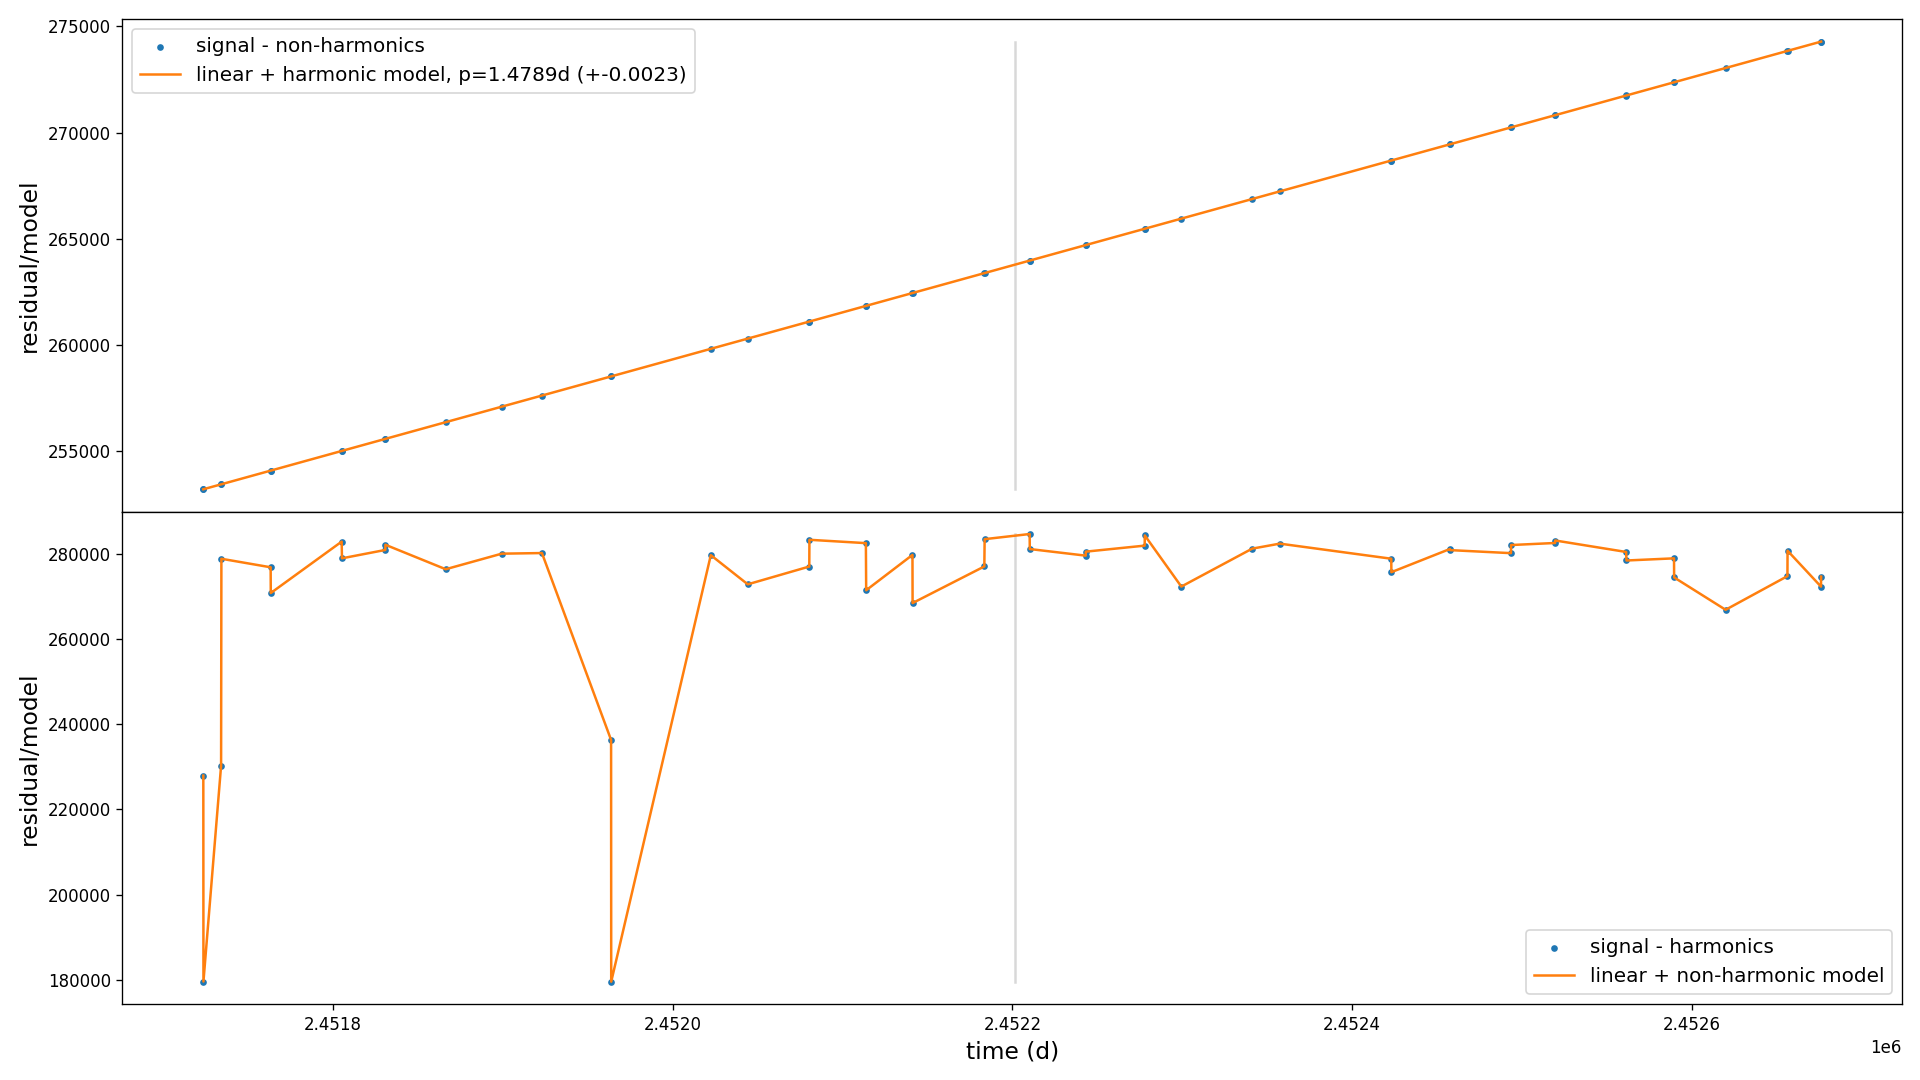 275000
signal - non-harmonics
linear + harmonic model, p=1.4789d (+-0.0023)
270000
265000
260000
255000
residual/model
280000
260000
240000
220000
200000
180000
residual/model
signal - harmonics
linear + non-harmonic model
2.4518
2.4520
2.4522
2.4524
2.4526
time (d)
1e6